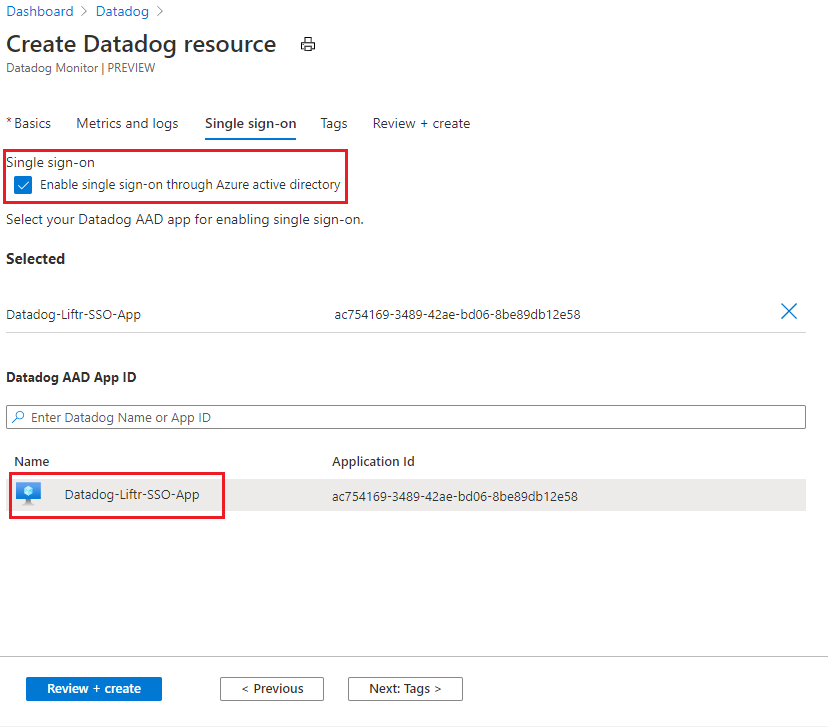 Dashboard > Datadog >
Create Datadog resource
Datadog Monitor | PREVIEW
* Basics Metrics and logs Single sign-on Tags Review + create
Single sign-on
Enable single sign-on through Azure active directory
Select your Datadog AAD app for enabling single sign-on.
Selected
Datadog-Liftr-SSO-App ac754169-3489-42ae-bd06-8be89db12e58
Datadog AAD App ID
Enter Datadog Name or App ID
Name Application Id
Datadog-Liftr-SSO-App ac754169-3489-42ae-bd06-8be89db12e58
Review + create < Previous Next: Tags >